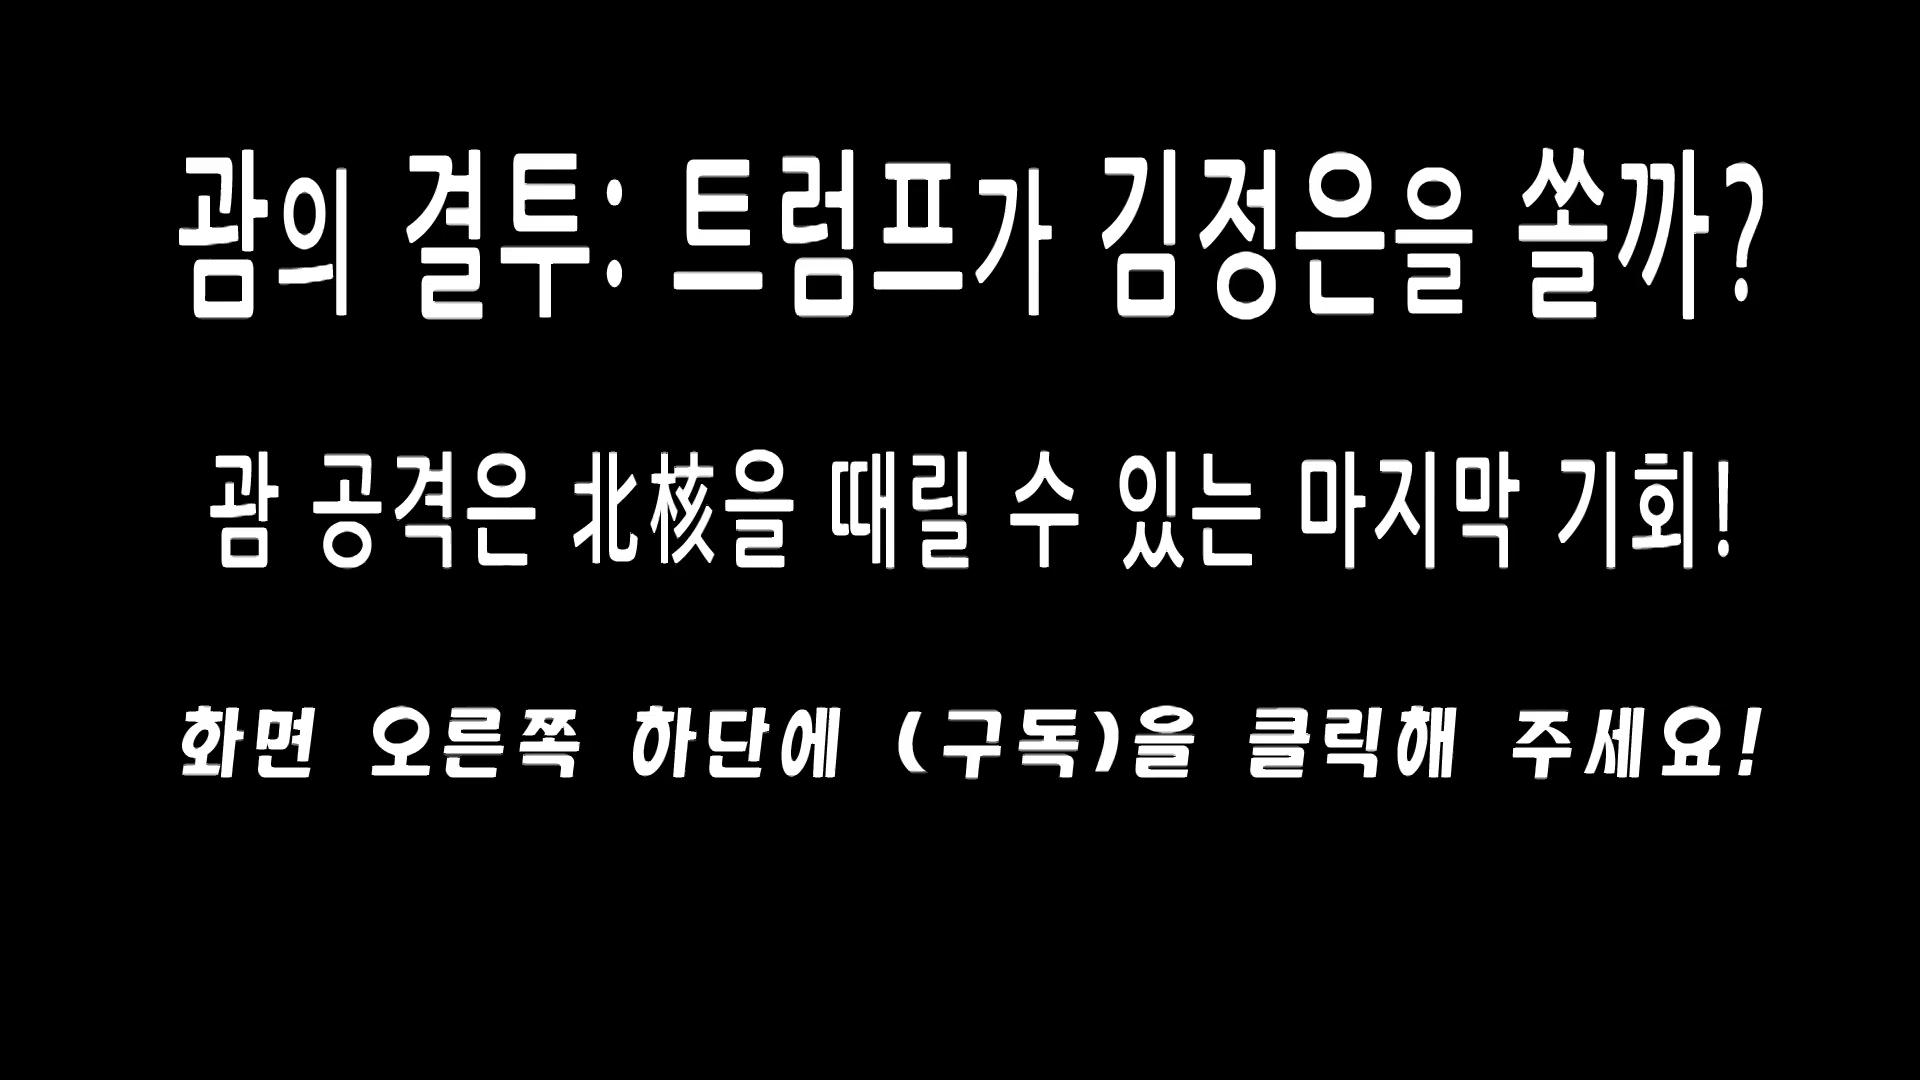 괌의 결투: 트럼프가 김정은을 쏠까?
괌 공격은 北核을 때릴 수 있는 마지막 기회!
화면 오른쪽 하단에 (구독)을 클릭해 주세요!